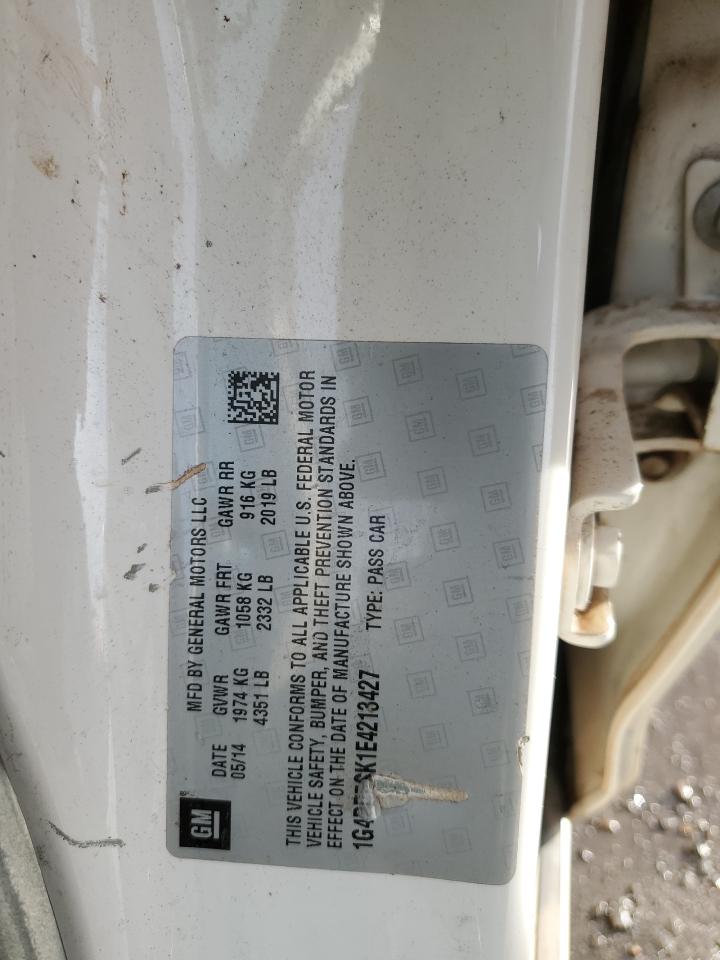 GM
MFD BY GENERAL MOTORS LLC
DATE GVWR GAWR FRT GAWR RR
05/14 1974 KG 1058 KG 916 KG
4351 LB 2332 LB 2019 LB
THIS VEHICLE CONFORMS TO ALL APPLICABLE U.S. FEDERAL MOTOR
VEHICLE SAFETY, BUMPER, AND THEFT PREVENTION STANDARDS IN
EFFECT ON THE DATE OF MANUFACTURE SHOWN ABOVE.
TYPE: PASS CAR